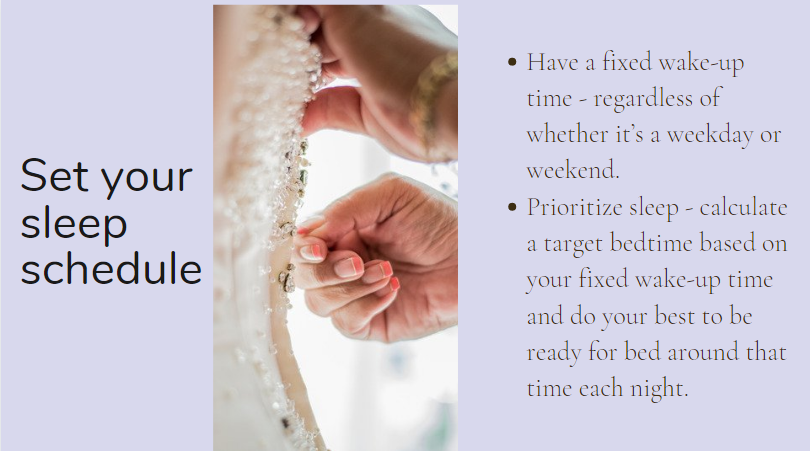 Set your
sleep
schedule
• Have a fixed wake-up
time - regardless of
whether it’s a weekday or
weekend.
• Prioritize sleep - calculate
a target bedtime based on
your fixed wake-up time
and do your best to be
ready for bed around that
time each night.